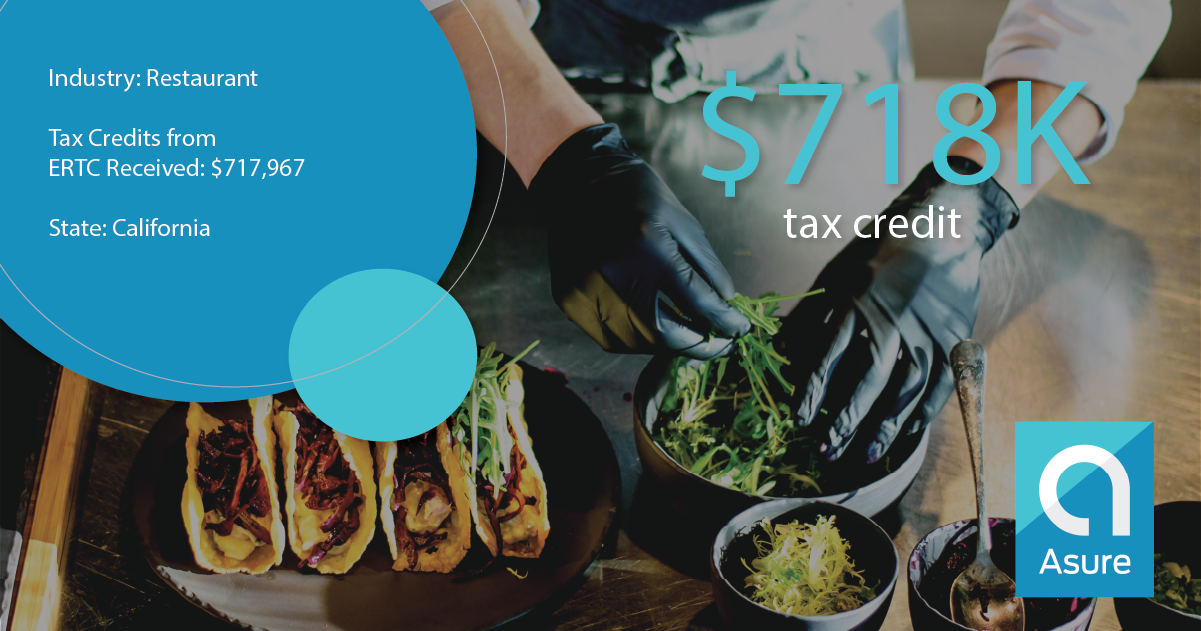 Industry: Restaurant
Tax Credits from
ERTC Received: $717,967
State: California
$718K
tax credit
Asure